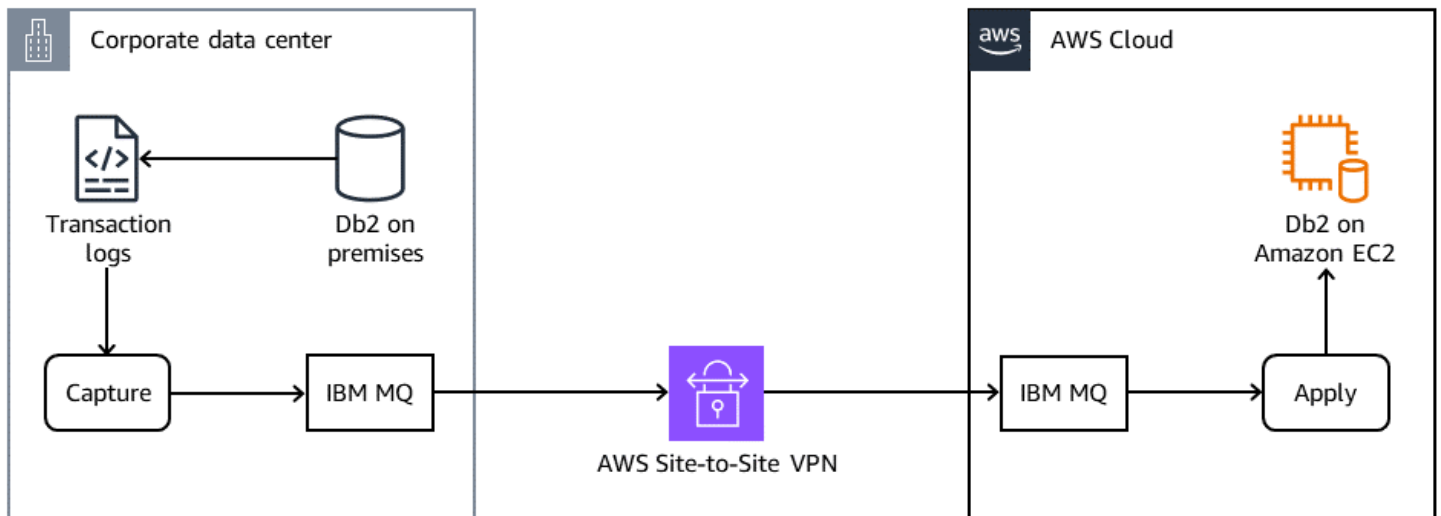 Corporate data center
aws
AWS Cloud
</>
Transaction
logs
Db2 on
premises
Db2 on
Amazon EC2
Capture
IBM MQ
AWS Site-to-Site VPN
IBM MQ
Apply